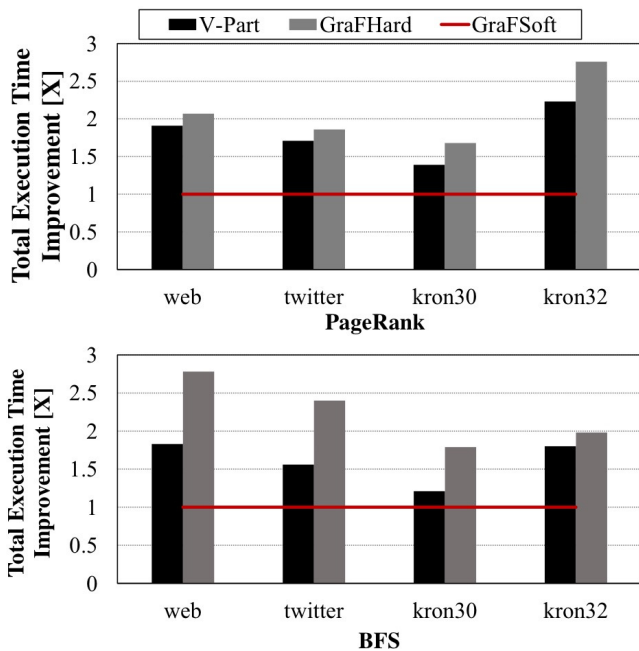 V-Part GraFHard GraFSoft
Total Execution Time
Improvement [X]
3
2.5
2
1.5
1
0.5
0
web twitter kron30 kron32
PageRank
Total Execution Time
Improvement [X]
3
2.5
2
1.5
1
0.5
0
web twitter kron30 kron32
BFS